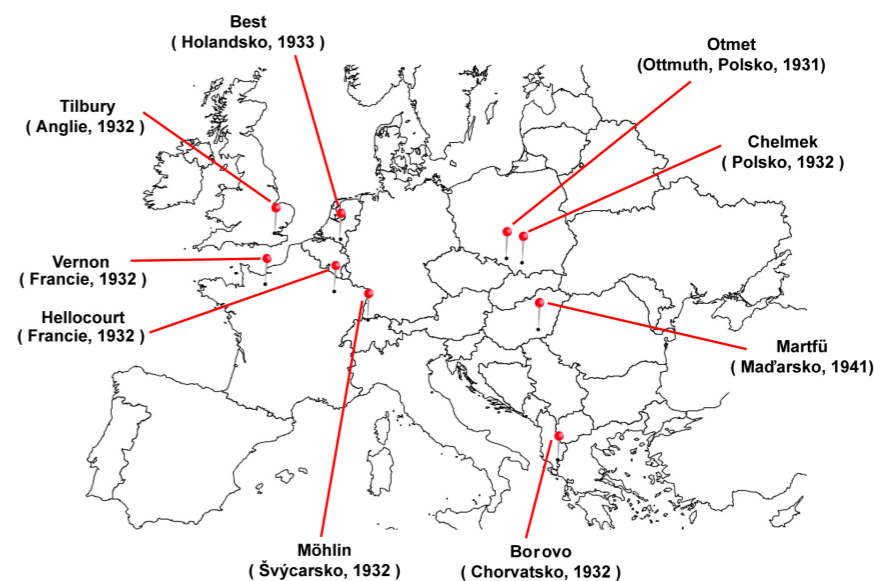 Best
( Holandsko, 1933 )
Otmet
(Ottmuth, Polsko, 1931)
Tilbury
( Anglie, 1932 )
Chelmek
( Polsko, 1932 )
Vernon
( Francie, 1932 )
Hellocourt
( Francie, 1932 )
Martfü
( Maďarsko, 1941)
Möhlin
( Švýcarsko, 1932 )
Borovo
( Chorvatsko, 1932 )